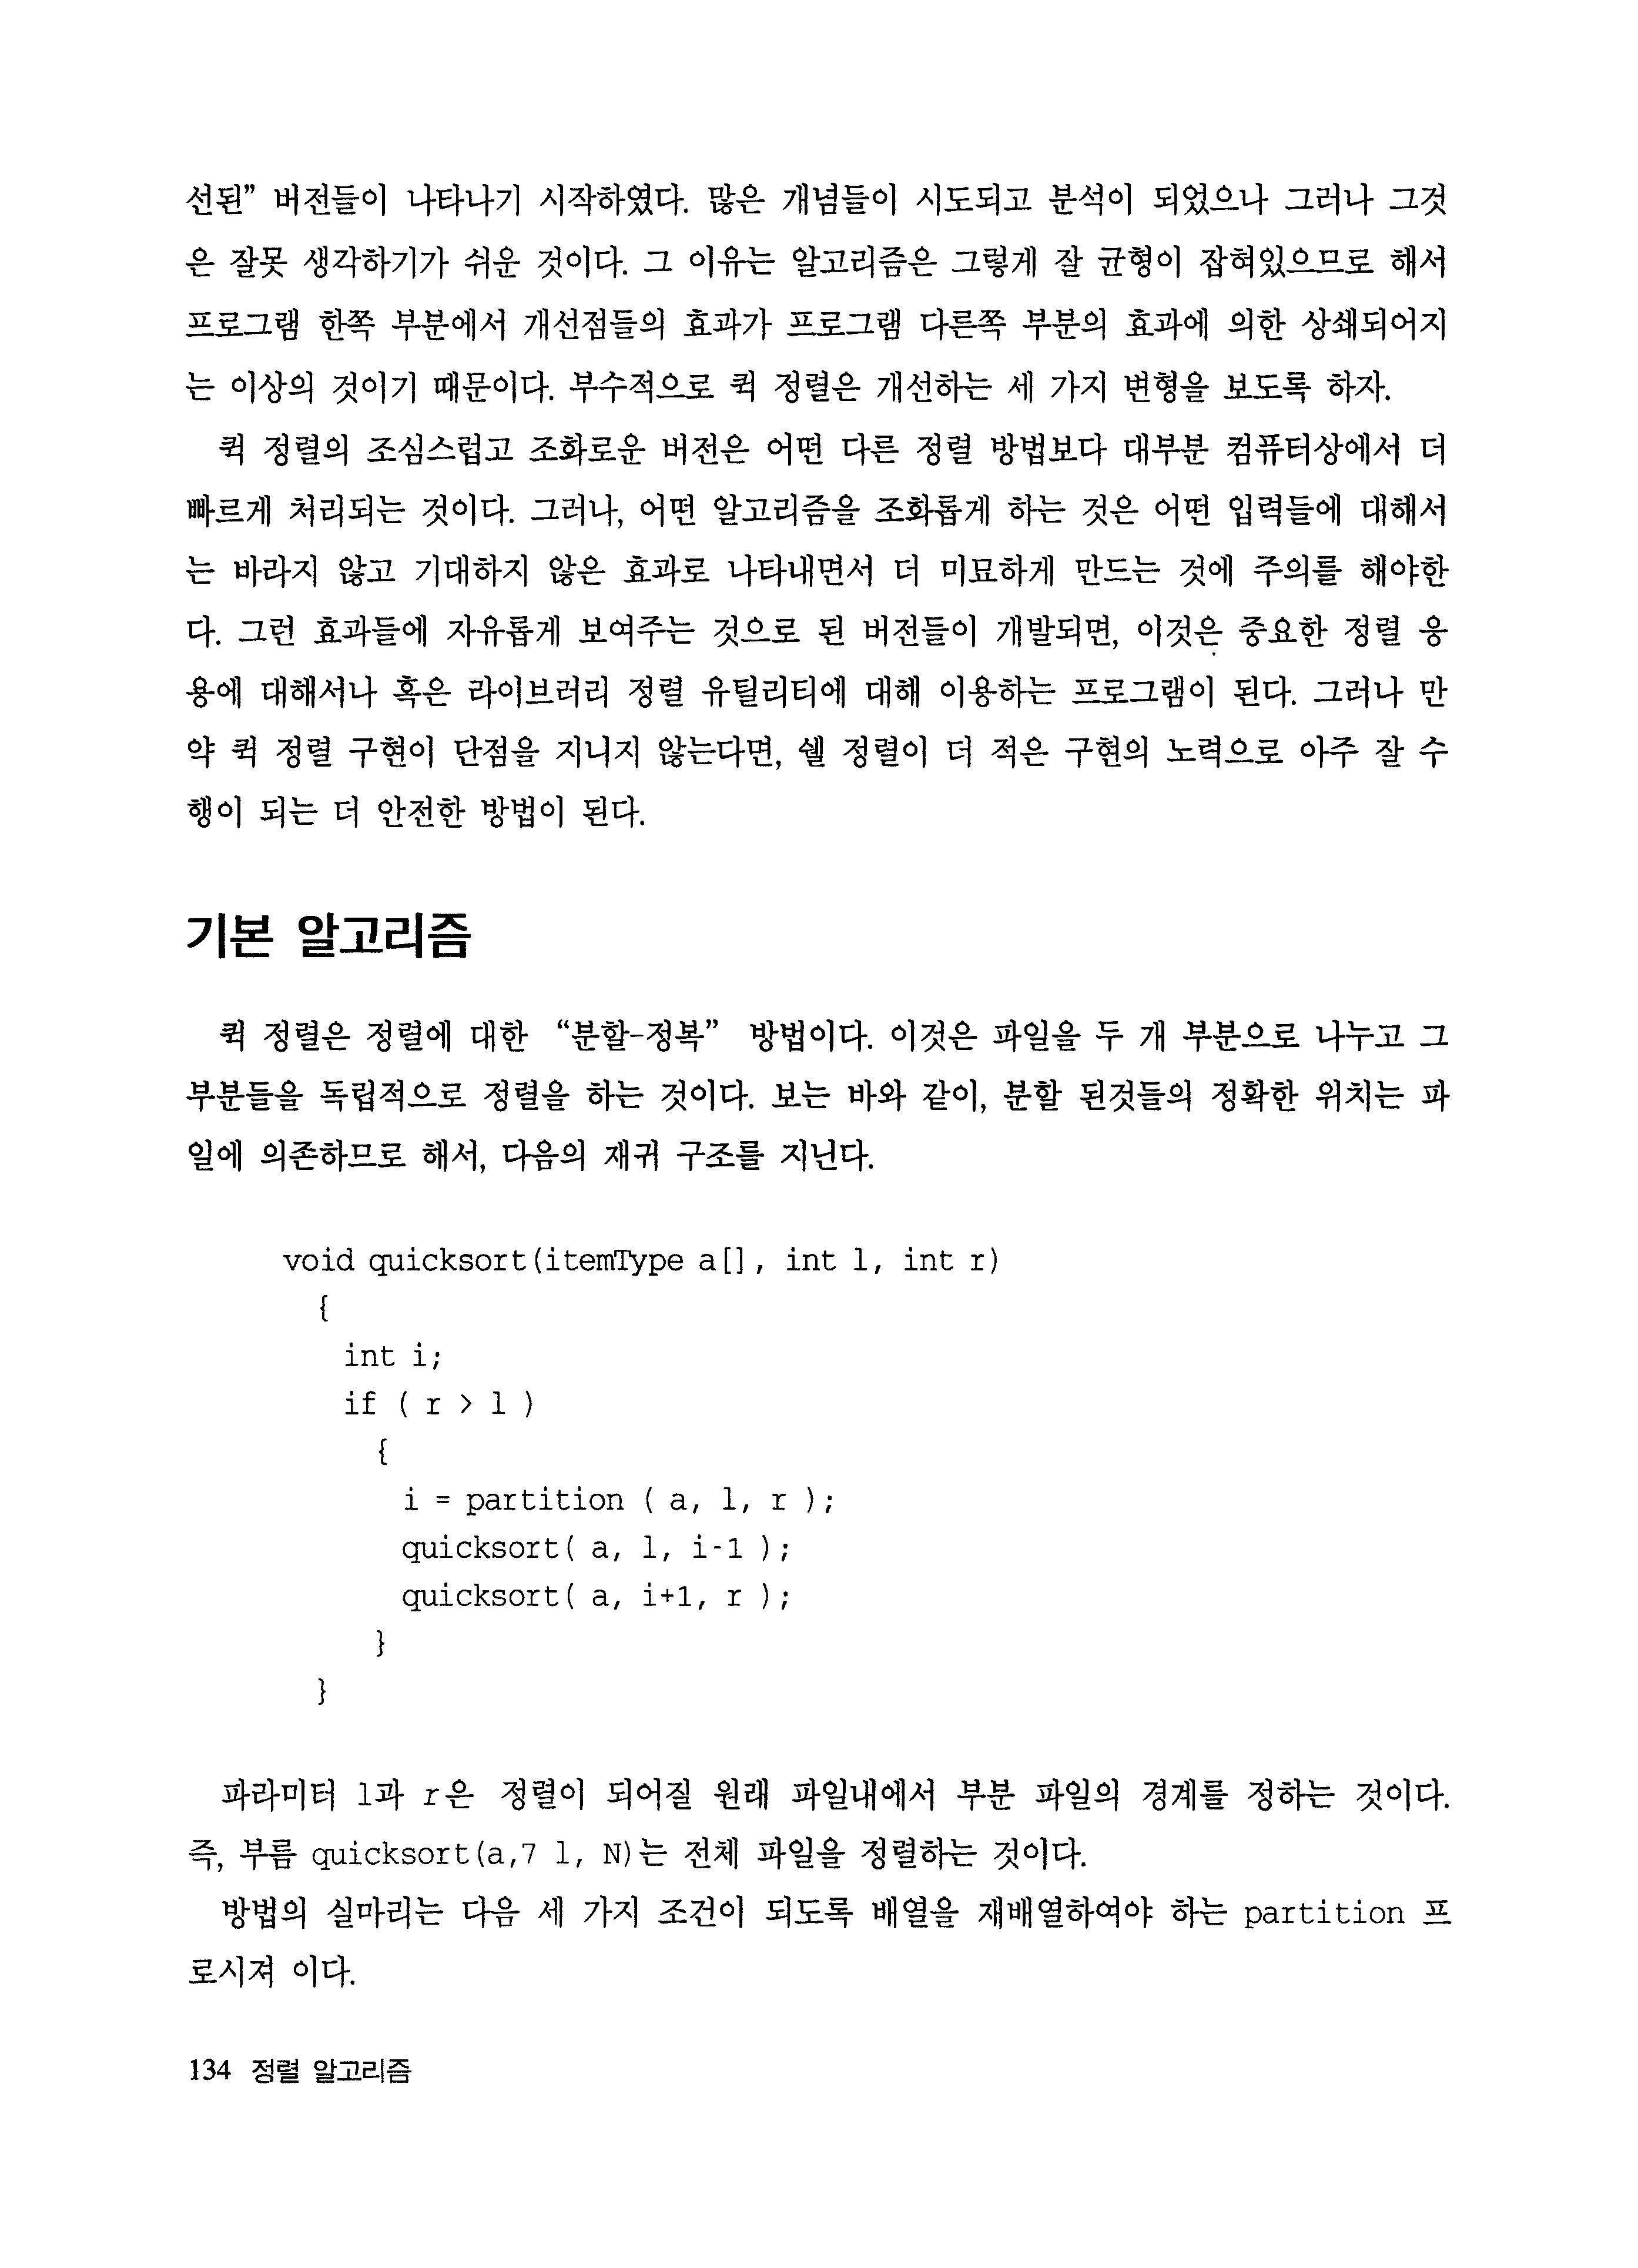 선된” 버전들이 나타나기 시작하였다. 많은 개념들이 시도되고 분석이 되었으나 그러나 그것
은 잘못 생각하기가 쉬운 것이다. 그 이유는 알고리즘은 그렇게 잘 균형이 잡혀있으므로 해서
프로그램 한쪽 부분에서 개선점들의 효과가 프로그램 다른쪽 부분의 효과에 의한 상쇄되어지
는 이상의 것이기 때문이다. 부수적으로 퀵 정렬은 개선하는 세 가지 변형을 보도록 하자.
퀵 정렬의 조심스럽고 조화로운 버전은 어떤 다른 정렬 방법보다 대부분 컴퓨터상에서 더
빠르게 처리되는 것이다. 그러나, 어떤 알고리즘을 조화롭게 하는 것은 어떤 입력들에 대해서
는 바라지 않고 기대하지 않은 효과로 나타내면서 더 미묘하게 만드는 것에 주의를 해야한
다. 그런 효과들에 자유롭게 보여주는 것으로 된 버전들이 개발되면, 이것은 중요한 정렬 응
용에 대해서나 혹은 라이브러리 정렬 유틸리티에 대해 이용하는 프로그램이 된다. 그러나 만
약 퀵 정렬 구현이 단점을 지니지 않는다면, 쉘 정렬이 더 적은 구현의 노력으로 아주 잘 수
행이 되는 더 안전한 방법이 된다.
기본 알고리즘
퀵 정렬은 정렬에 대한 “분할-정복” 방법이다. 이것은 파일을 두 개 부분으로 나누고 그
부분들을 독립적으로 정렬을 하는 것이다. 보는 바와 같이, 분할 된것들의 정확한 위치는 파
일에 의존하므로 해서, 다음의 재귀 구조를 지닌다.
void quicksort(itemType a[], int l, int r)
{
int i;
if ( r > l )
{
i = partition ( a, l, r );
quicksort( a, l, i-1 );
quicksort( a, i+1, r );
}
}
파라미터 l과 r은 정렬이 되어질 원래 파일내에서 부분 파일의 경계를 정하는 것이다.
즉, 부름 quicksort(a,7 l, N)는 전체 파일을 정렬하는 것이다.
방법의 실마리는 다음 세 가지 조건이 되도록 배열을 재배열하여야 하는 partition 프
로시져 이다.
134 정렬 알고리즘